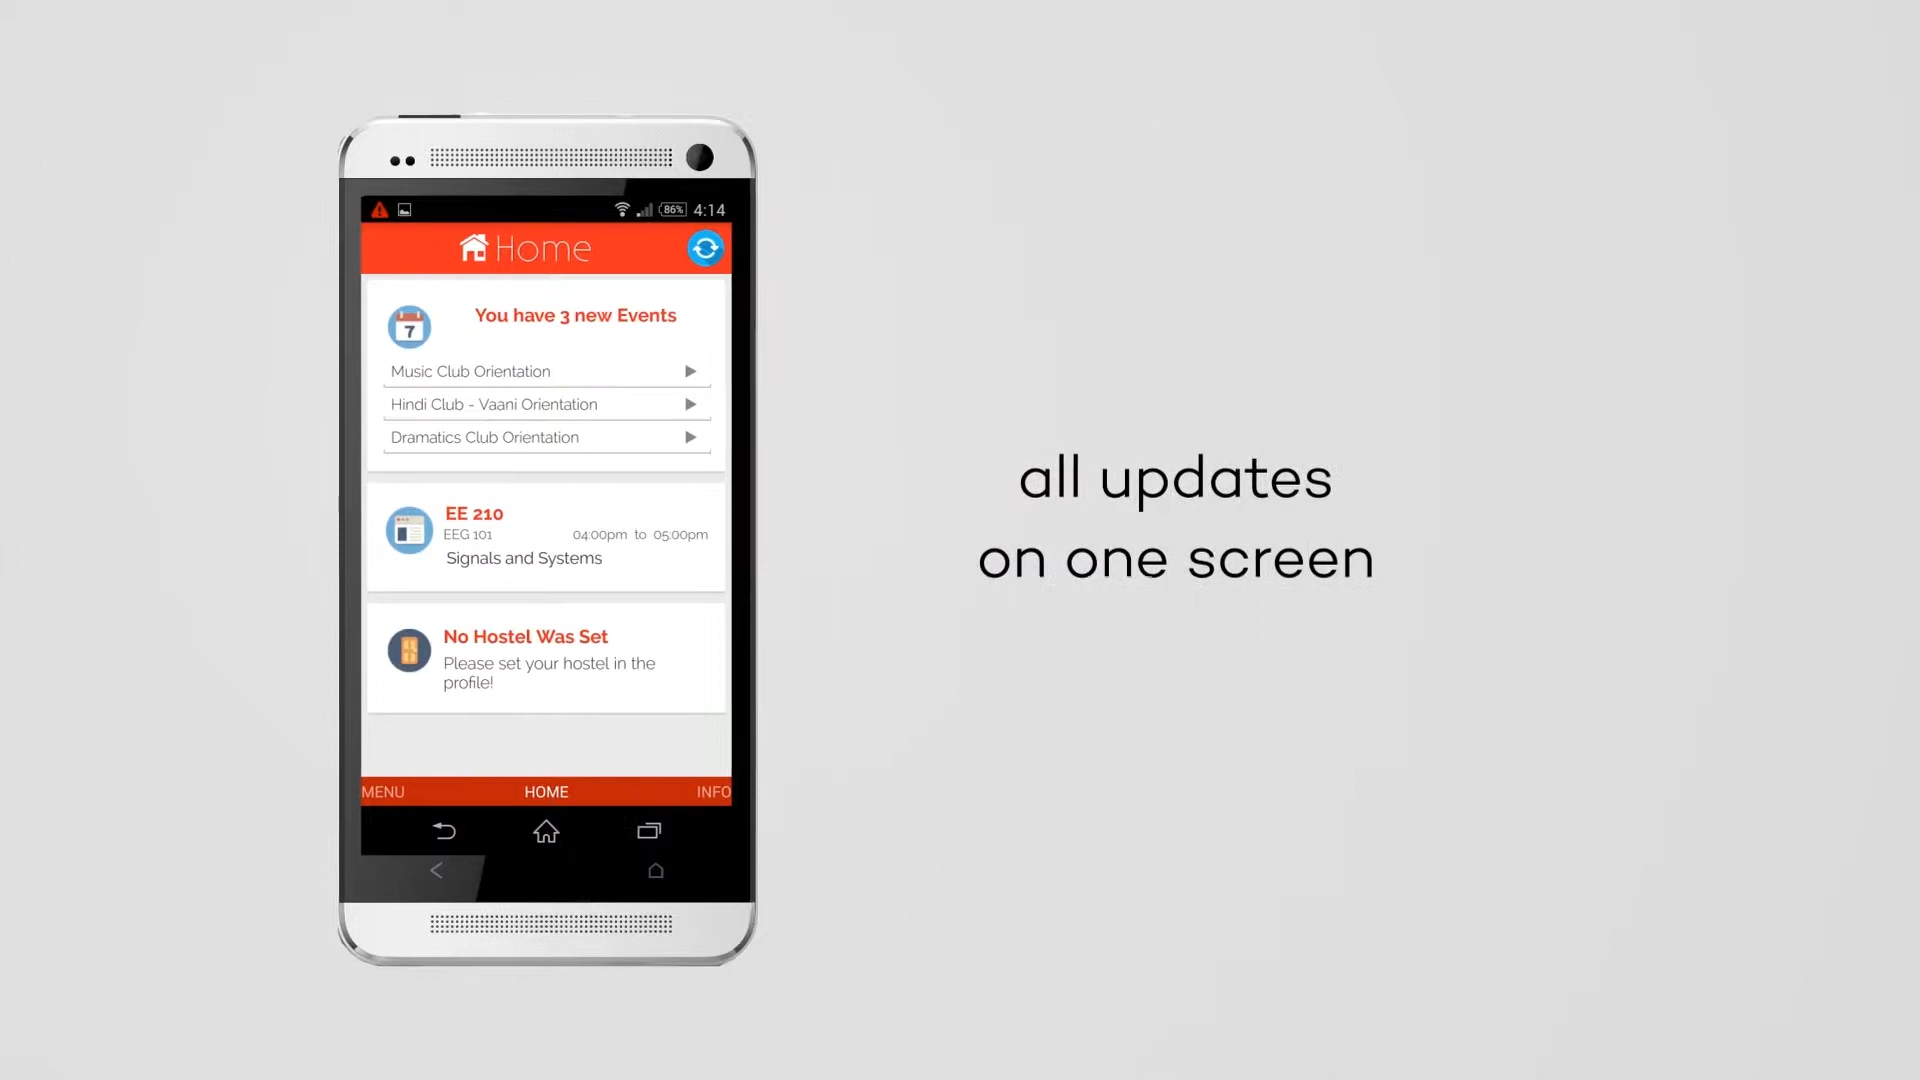 86% 4:14
Home
7
You have 3 new Events
Music Club Orientation
Hindi Club - Vaani Orientation
Dramatics Club Orientation
EE 210
EEG 101 04:00pm to 05:00pm
Signals and Systems
No Hostel Was Set
Please set your hostel in the
profile!
MENU HOME INFO
all updates
on one screen